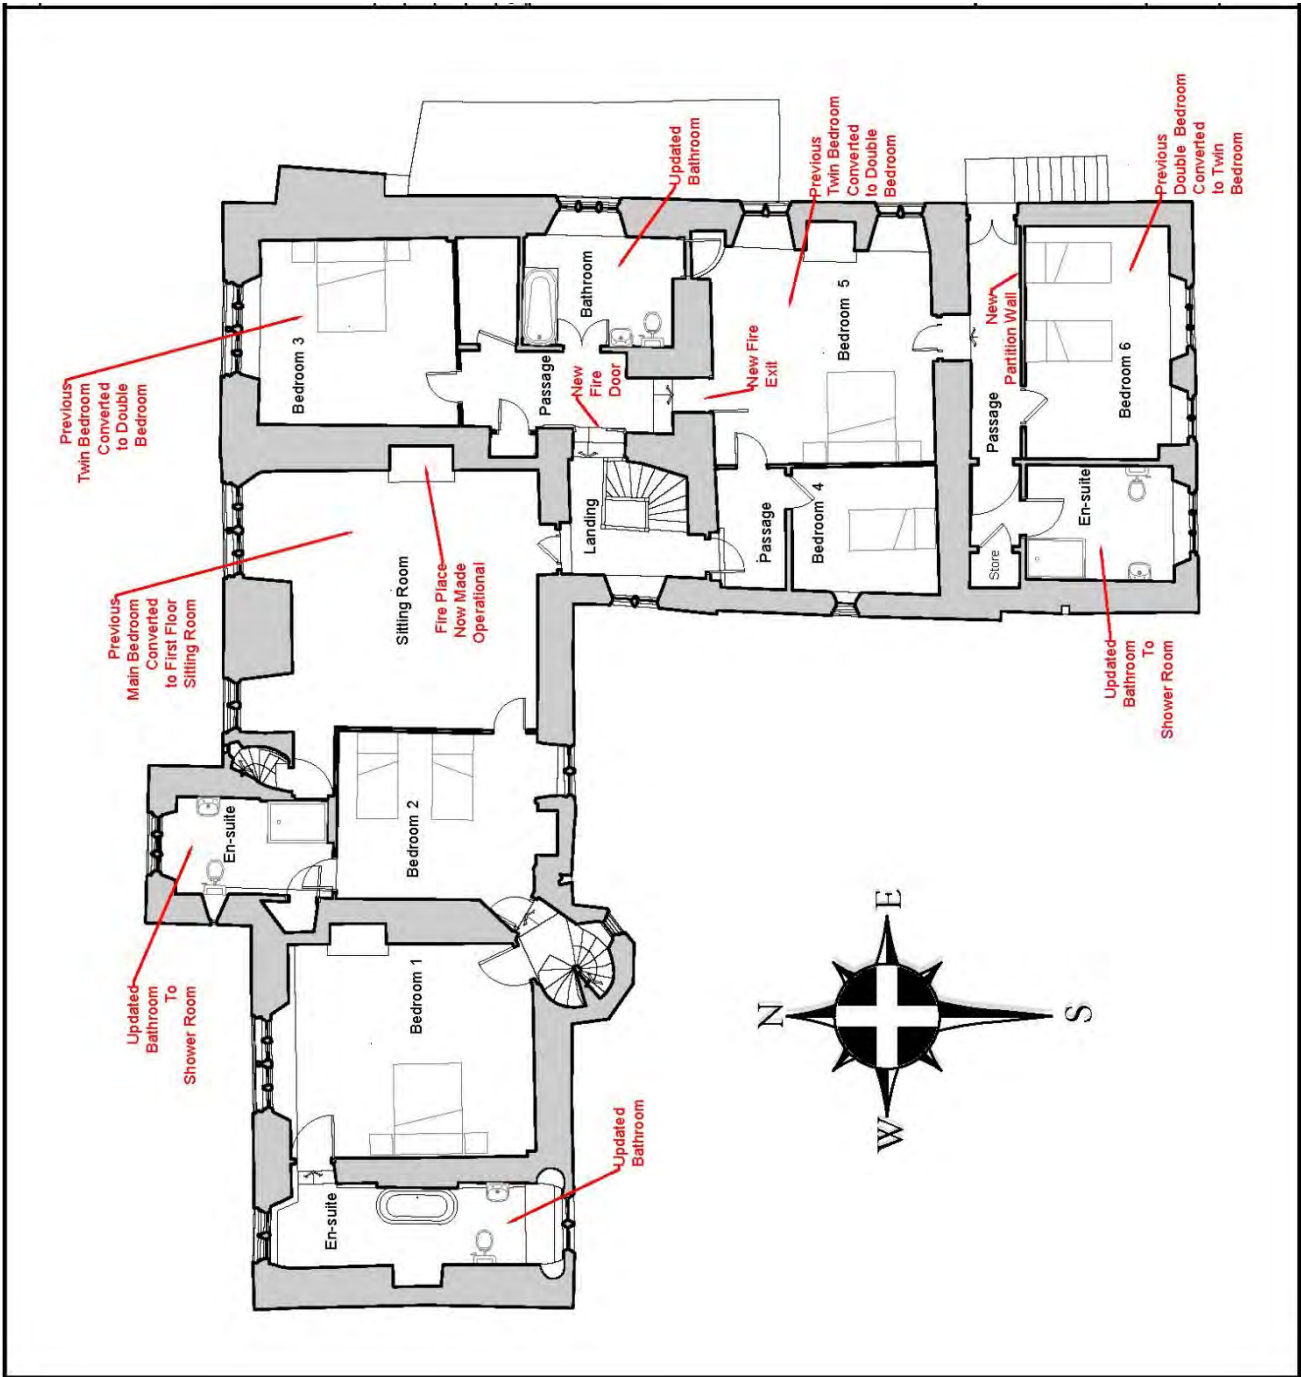 Previous
Twin Bedroom
Converted
to Double
Bedroom
Previous
Main Bedroom
Converted
to First Floor
Sitting Room
Updated
Bathroom
To
Shower Room
Bedroom 3
Bathroom
Updated
Bathroom
Passage
New
Fire
Door
New Fire
Exit
Previous
Twin Bedroom
Converted
to Double
Bedroom
Bedroom 5
Previous
Double Bedroom
Converted
to Twin
Bedroom
New
Partition Wall
Passage
Bedroom 6
Sitting Room
Fire Place
Now Made
Operational
Landing
Passage
Bedroom 4
Store
En-suite
Updated
Bathroom
To
Shower Room
En-suite
Bedroom 2
Bedroom 1
En-suite
Updated
Bathroom
N
E
S
W